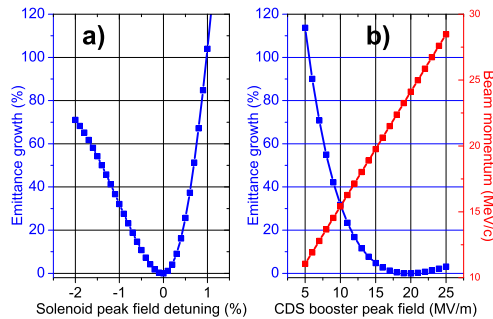 a)
Emittance growth (%)
120
100
80
60
40
20
0
-2 -1 0 1
Solenoid peak field detuning (%)
b)
Emittance growth (%)
120
100
80
60
40
20
0
5 10 15 20 25
CDS booster peak field (MV/m)
30
25
20
15
10
Beam momentum (MeV/c)